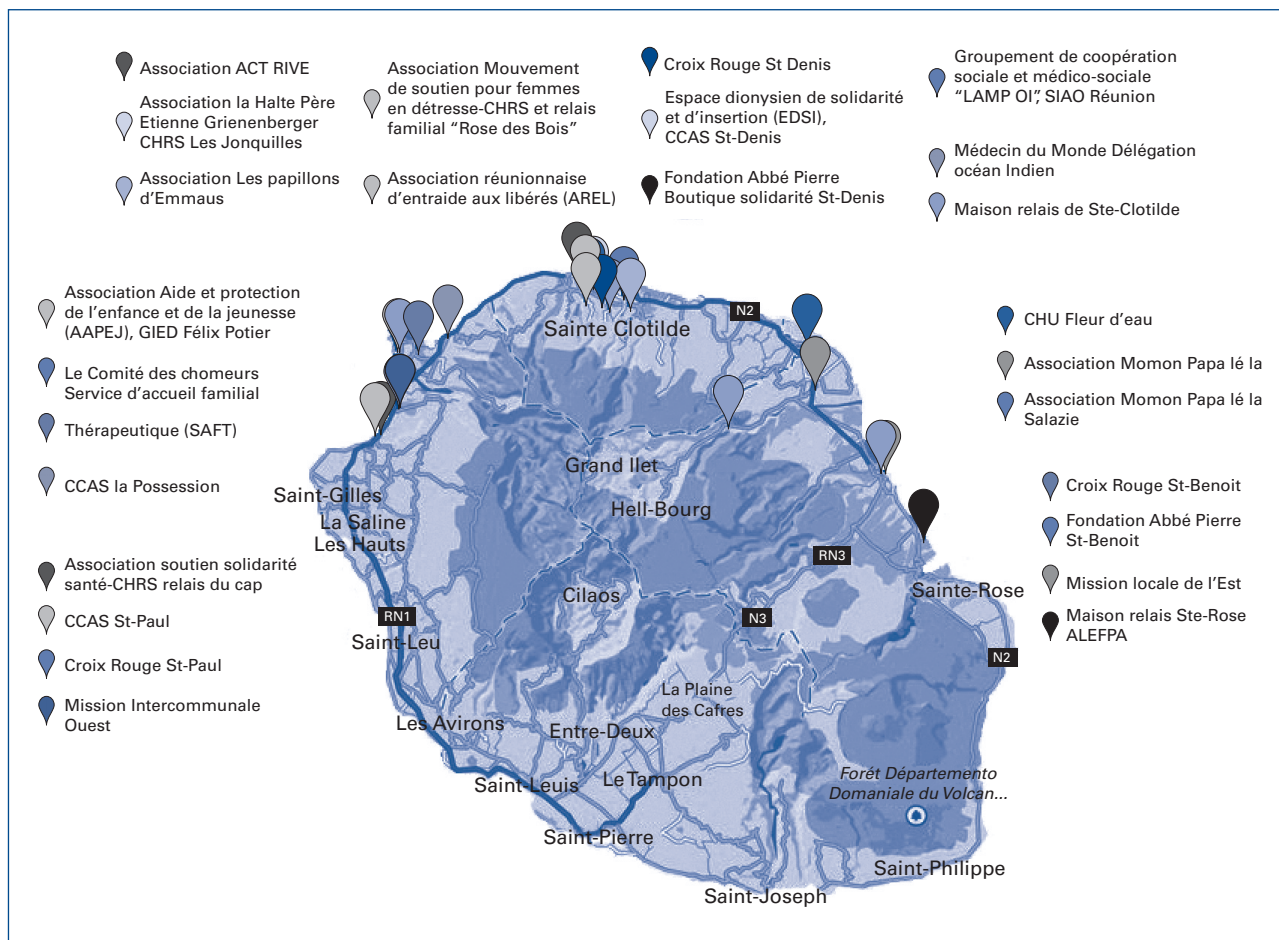 Association ACT RIVE
Association la Halte Père
Etienne Grienenberger
CHRS Les Jonquilles
Association Les papillons
d'Emmaus
Association Mouvement
de soutien pour femmes
en détresse-CHRS et relais
familial "Rose des Bois"
Association réunionnaise
d'entraide aux libérés (AREL)
Croix Rouge St Denis
Espace dionysien de solidarité
et d'insertion (EDSI),
CCAS St-Denis
Fondation Abbé Pierre
Boutique solidarité St-Denis
Groupement de coopération
sociale et médico-sociale
"LAMP OI", SIAO Réunion
Médecin du Monde Délégation
océan Indien
Maison relais de Ste-Clotilde
Association Aide et protection
de l'enfance et de la jeunesse
(AAPEJ), GIED Félix Potier
Le Comité des chomeurs
Service d'accueil familial
Thérapeutique (SAFT)
CCAS la Possession
Association soutien solidarité
santé-CHRS relais du cap
CCAS St-Paul
Croix Rouge St-Paul
Mission Intercommunale
Ouest
CHU Fleur d'eau
Association Momon Papa lé la
Association Momon Papa lé la
Salazie
Croix Rouge St-Benoit
Fondation Abbé Pierre
St-Benoit
Mission locale de l'Est
Maison relais Ste-Rose
ALEFPA
N2
Sainte Clotilde
Grand Ilet
Saint-Gilles
Hell-Bourg
La Saline
Les Hauts
RN3
Sainte-Rose
Cilaos
RN1
N3
Saint-Leu
N2
La Plaine
des Cafres
Les Avirons
Entre-Deux
Le Tampon
Forêt Départemento
Domaniale du Volcan...
Saint-Leuis
Saint-Pierre
Saint-Philippe
Saint-Joseph